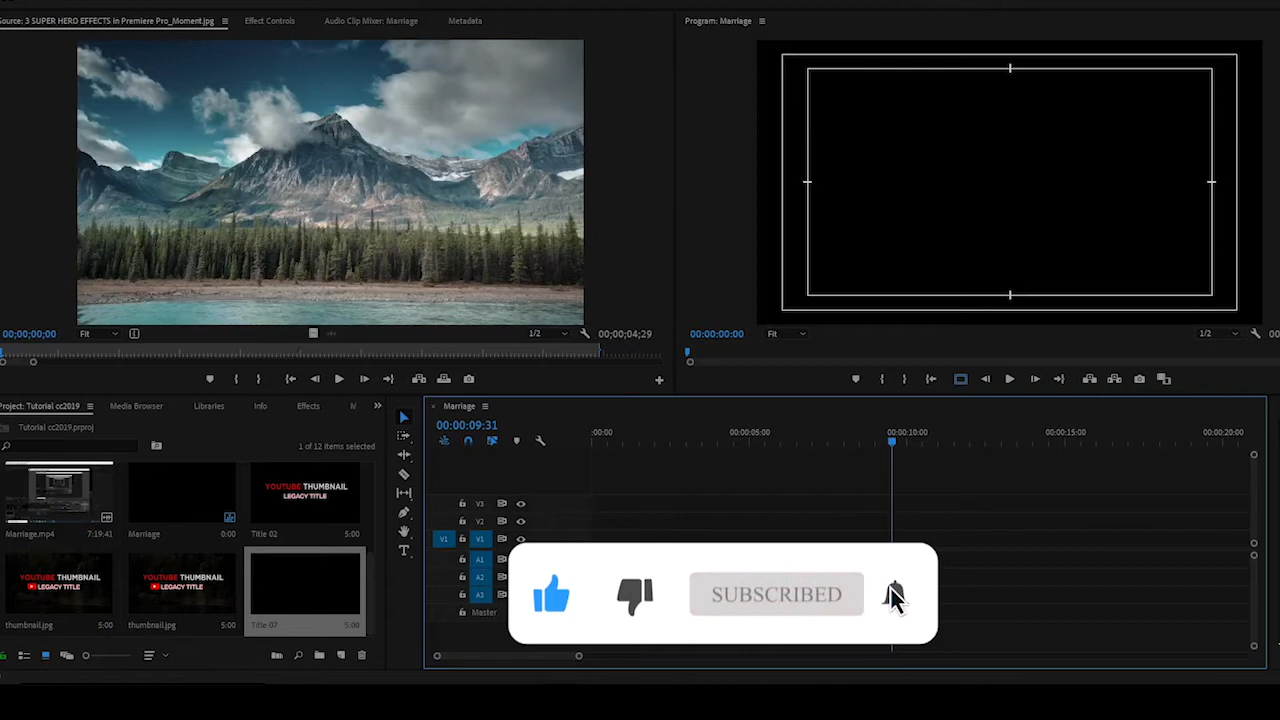 Source: 3 SUPER HERO EFFECTS in Premiere Pro_Moment.jpg
Effect Controls
Audio Clip Mixer: Marriage
Metadata
Program: Marriage
00;00;00;00
Fit
1/2
00;00;04;29
00:00:00:00
Fit
1/2
00
Project: Tutorial cc2019
Media Browser
Libraries
Info
Effects
M
Tutorial cc2019.prproj
1 of 12 items selected
YOUTUBE THUMBNAIL
LEGACY TITLE
Marriage.mp4
7:19:41
Marriage
0:00
Title 02
5:00
YOUTUBE THUMBNAIL
LEGACY TITLE
YOUTUBE THUMBNAIL
LEGACY TITLE
thumbnail.jpg
5:00
thumbnail.jpg
5:00
Title 07
5:00
Marriage
00:00:09:31
:00:00
00:00:05:00
00:00:10:00
00:00:15:00
00:00:20:00
V3
V2
V1
V1
A1
A2
A3
Master
SUBSCRIBED